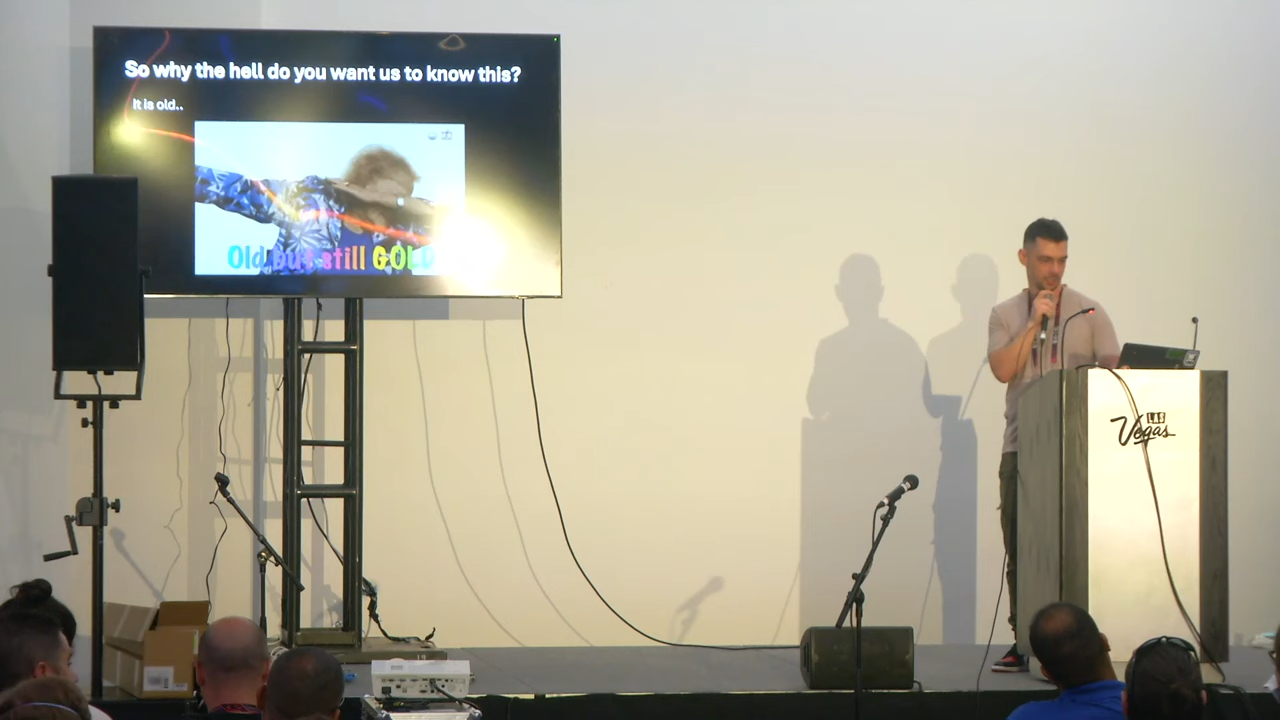 So why the hell do you want us to know this?
It is old..
Old but still GOLD
LAS
Vegas